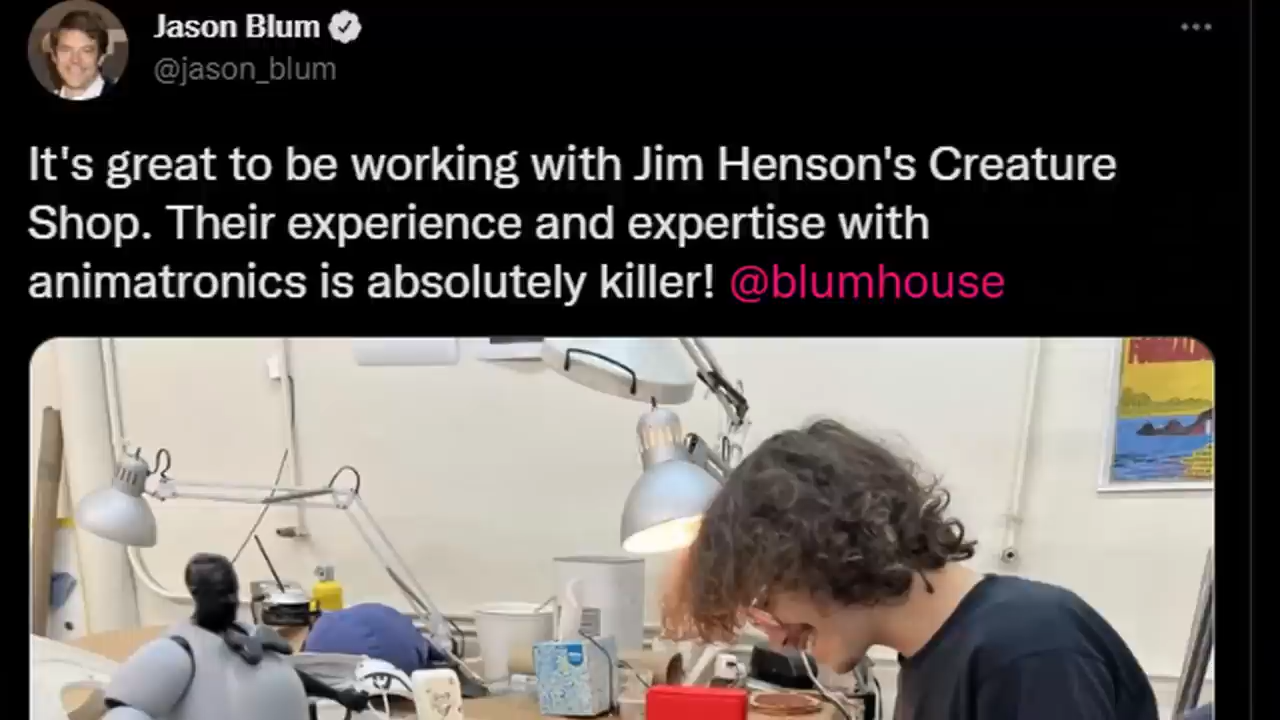 Jason Blum
@jason_blum
It's great to be working with Jim Henson's Creature
Shop. Their experience and expertise with
animatronics is absolutely killer! @blumhouse